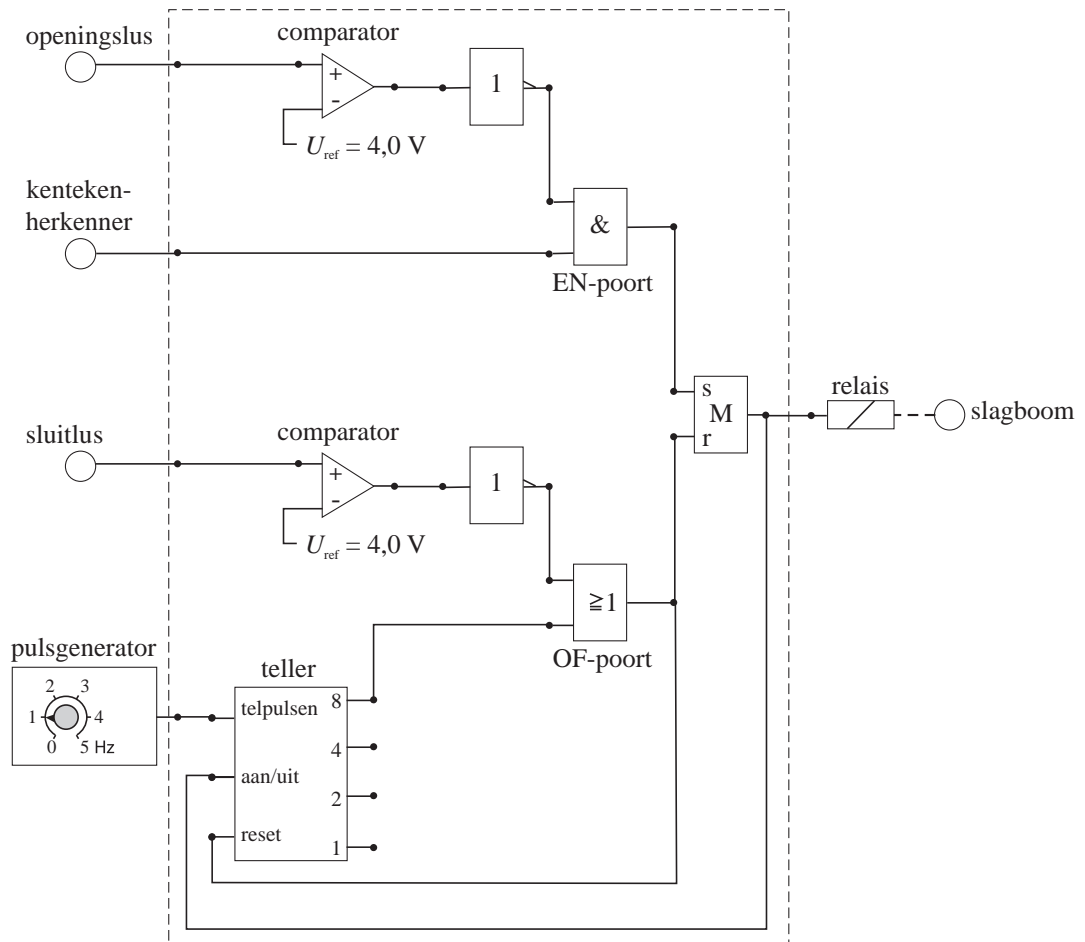 openingslus
comparator
+
-
1
U_ref = 4,0 V
kenteken-
herkenner
&
EN-poort
s
M
r
relais
slagboom
sluitlus
comparator
+
-
1
U_ref = 4,0 V
≧1
OF-poort
pulsgenerator
2 3
1 4
0 5 Hz
teller
telpulsen 8
4
aan/uit
2
reset
1